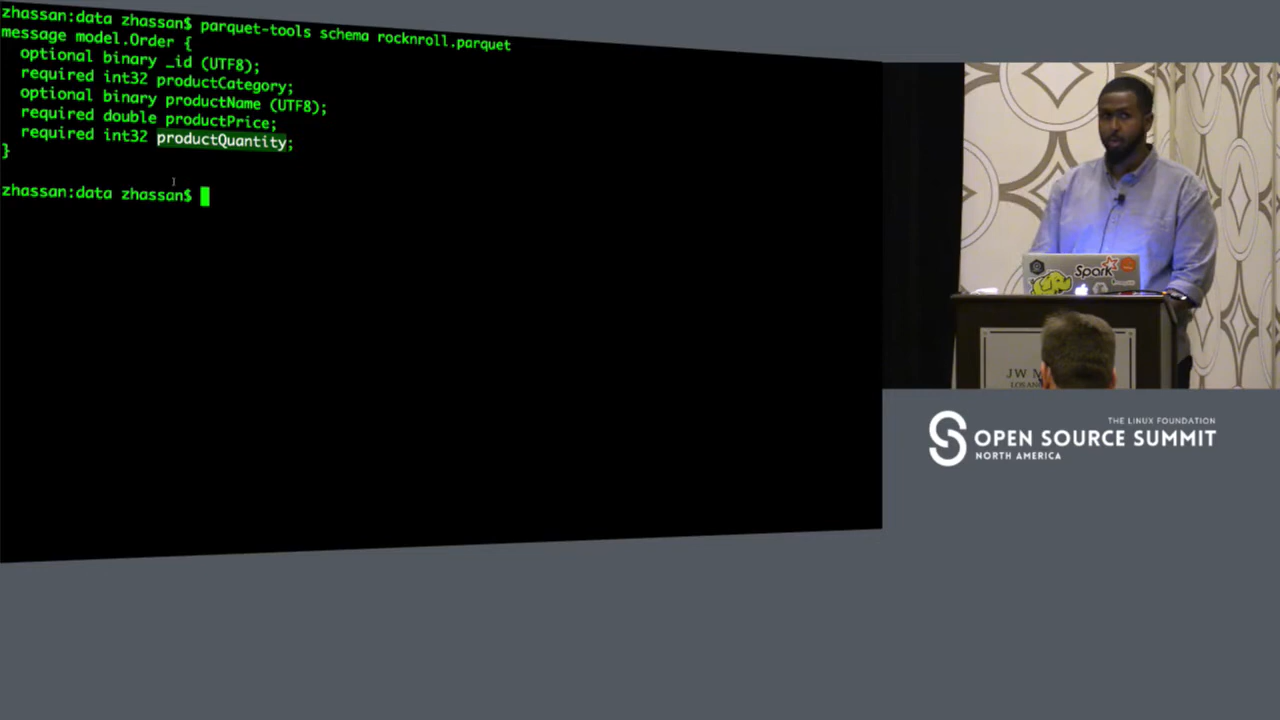 zhassan:data zhassan$ parquet-tools schema rocknroll.parquet
message model.Order {
  optional binary _id (UTF8);
  required int32 productCategory;
  optional binary productName (UTF8);
  required double productPrice;
  required int32 productQuantity;
}
zhassan:data zhassan$
Spark
JW
THE LINUX FOUNDATION
OPEN SOURCE SUMMIT
NORTH AMERICA